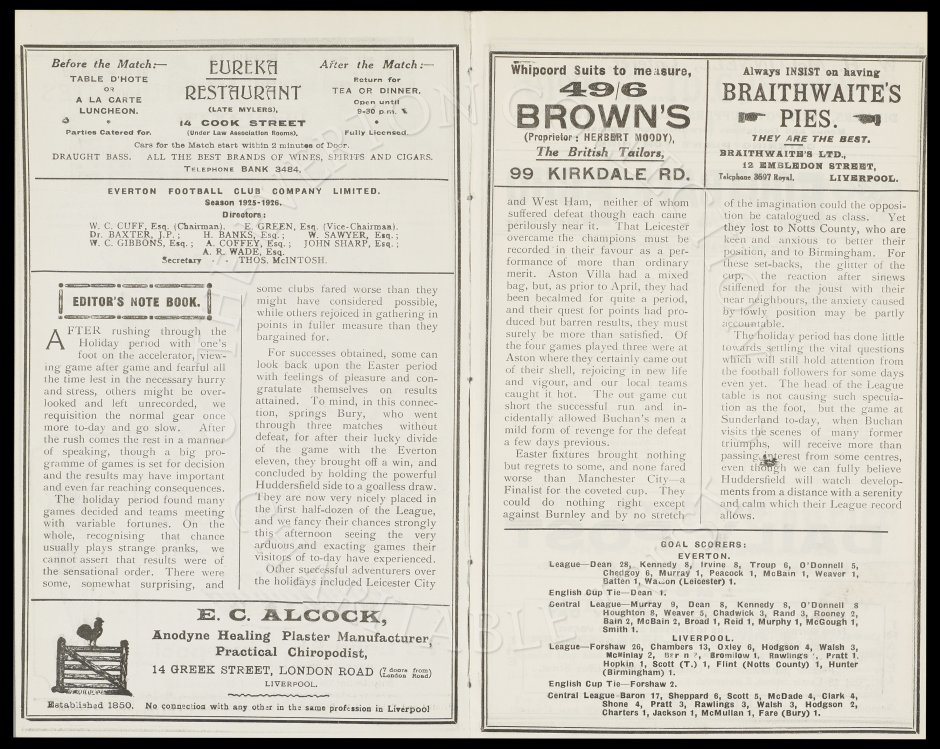 Before the Match:—
TABLE D'HOTE
OR
A LA CARTE
LUNCHEON.
Parties Catered for.
EUREKA
RESTAURANT
(LATE MYLERS),
14 COOK STREET
(Under Law Association Rooms),
After the Match:—
Return for
TEA OR DINNER.
Open until
9-30 p.m.
Fully Licensed.
Cars for the Match start within 2 minutes of Door.
DRAUGHT BASS. ALL THE BEST BRANDS OF WINES, SPIRITS AND CIGARS.
TELEPHONE BANK 3484.
EVERTON FOOTBALL CLUB COMPANY LIMITED.
Season 1925-1926.
Directors:
W. C. CUFF, Esq. (Chairman). E. GREEN, Esq. (Vice-Chairman).
Dr. BAXTER, J.P.; H. BANKS, Esq.; W. SAWYER, Esq.;
W. C. GIBBONS, Esq.; A. COFFEY, Esq.; JOHN SHARP, Esq.;
A. R. WADE, Esq.
Secretary - - THOS. McINTOSH.
EDITOR'S NOTE BOOK.
AFTER rushing through the
Holiday period with one's
foot on the accelerator, view-
ing game after game and fearful all
the time lest in the necessary hurry
and stress, others might be over-
looked and left unrecorded, we
requisition the normal gear once
more to-day and go slow. After
the rush comes the rest in a manner
of speaking, though a big pro-
gramme of games is set for decision
and the results may have important
and even far reaching consequences.
The holiday period found many
games decided and teams meeting
with variable fortunes. On the
whole, recognising that chance
usually plays strange pranks, we
cannot assert that results were of
the sensational order. There were
some, somewhat surprising, and
some clubs fared worse than they
might have considered possible,
while others rejoiced in gathering in
points in fuller measure than they
bargained for.
For successes obtained, some can
look back upon the Easter period
with feelings of pleasure and con-
gratulate themselves on results
attained. To mind, in this connec-
tion, springs Bury, who went
through three matches without
defeat, for after their lucky divide
of the game with the Everton
eleven, they brought off a win, and
concluded by holding the powerful
Huddersfield side to a goalless draw.
They are now very nicely placed in
the first half-dozen of the League,
and we fancy their chances strongly
this afternoon seeing the very
arduous and exacting games their
visitors of to-day have experienced.
Other successful adventurers over
the holidays included Leicester City
E. C. ALCOCK,
Anodyne Healing Plaster Manufacturer,
Practical Chiropodist,
14 GREEK STREET, LONDON ROAD (7 doors from London Road)
LIVERPOOL.
Established 1850. No connection with any other in the same profession in Liverpool
Whipcord Suits to measure,
49/6
BROWN'S
(Proprietor: HERBERT MOODY),
The British Tailors,
99 KIRKDALE RD.
Always INSIST on having
BRAITHWAITE'S
PIES.
THEY ARE THE BEST.
BRAITHWAITE'S LTD.,
12 EMBLEDON STREET,
Telephone 3697 Royal. LIVERPOOL.
and West Ham, neither of whom
suffered defeat though each came
perilously near it. That Leicester
overcame the champions must be
recorded in their favour as a per-
formance of more than ordinary
merit. Aston Villa had a mixed
bag, but, as prior to April, they had
been becalmed for quite a period,
and their quest for points had pro-
duced but barren results, they must
surely be more than satisfied. Of
the four games played three were at
Aston where they certainly came out
of their shell, rejoicing in new life
and vigour, and our local teams
caught it hot. The out game cut
short the successful run and in-
cidentally allowed Buchan's men a
mild form of revenge for the defeat
a few days previous.
Easter fixtures brought nothing
but regrets to some, and none fared
worse than Manchester City—a
Finalist for the coveted cup. They
could do nothing right except
against Burnley and by no stretch
of the imagination could the opposi-
tion be catalogued as class. Yet
they lost to Notts County, who are
keen and anxious to better their
position, and to Birmingham. For
these set-backs, the glitter of the
cup, the reaction after sinews
stiffened for the joust with their
near neighbours, the anxiety caused
by lowly position may be partly
accountable.
The holiday period has done little
towards settling the vital questions
which will still hold attention from
the football followers for some days
even yet. The head of the League
table is not causing such specula-
tion as the foot, but the game at
Sunderland to-day, when Buchan
visits the scenes of many former
triumphs, will receive more than
passing interest from some centres,
even though we can fully believe
Huddersfield will watch develop-
ments from a distance with a serenity
and calm which their League record
allows.
GOAL SCORERS:
EVERTON.
League—Dean 28, Kennedy 8, Irvine 8, Troup 6, O'Donnell 5,
Chedgoy 6, Murray 1, Peacock 1, McBain 1, Weaver 1,
Batten 1, (Leicester) 1.
English Cup Tie—Dean 1.
Central League—Murray 9, Dean 8, Kennedy 8, O'Donnell 8
Houghton 8, Weaver 5, Chadwick 3, Rand 3, Rooney 2,
Bain 2, McBain 2, Broad 1, Reid 1, Murphy 1, McGough 1,
Smith 1.
LIVERPOOL.
League—Forshaw 26, Chambers 13, Oxley 6, Hodgson 4, Walsh 3,
McNinlay 2, Bromilow 1, Rawlings Pratt 1,
Hopkin 1, Scott (T.) 1, Flint (Notts County) 1, Hunter
(Birmingham) 1.
English Cup Tie—Forshaw 2.
Central League—Baron 17, Sheppard 6, Scott 5, McDade 4, Clark 4,
Shone 4, Pratt 3, Rawlings 3, Walsh 3, Hodgson 2,
Charters 1, Jackson 1, McMullan 1, Fare (Bury) 1.